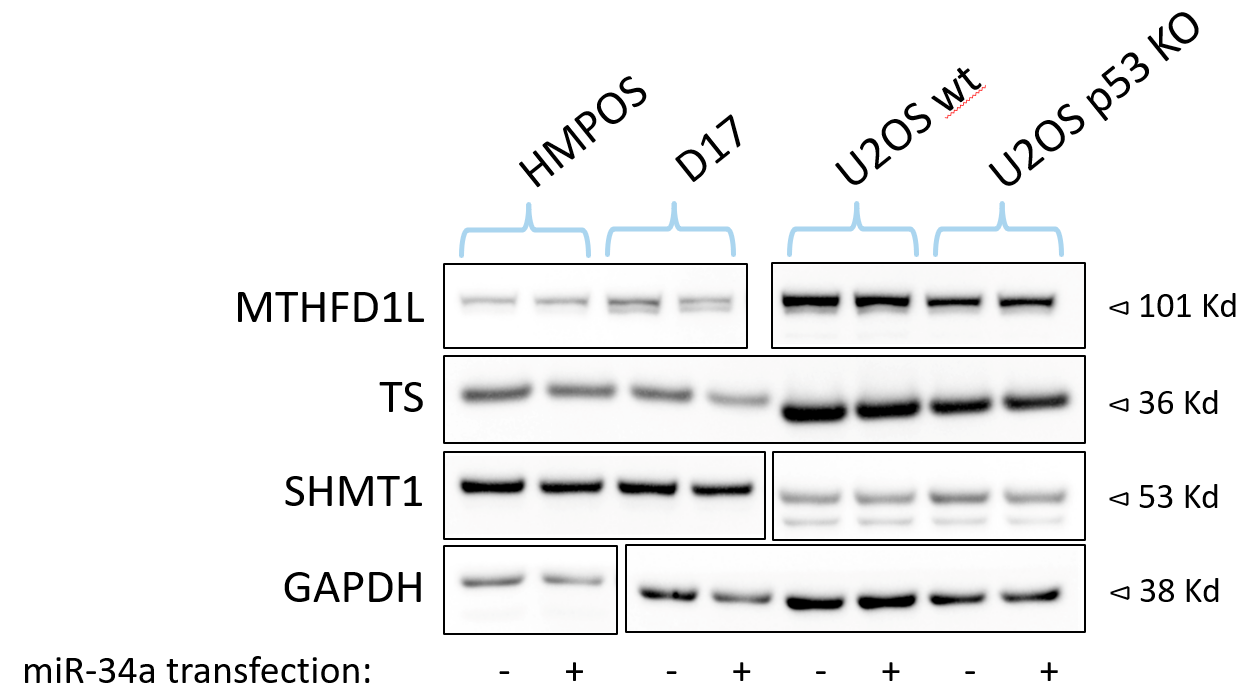 HMPOS
D17
U2OS wt
U2OS p53 KO
MTHFD1L
◅ 101 Kd
TS
◅ 36 Kd
SHMT1
◅ 53 Kd
GAPDH
◅ 38 Kd
miR-34a transfection: - + - + - + - +